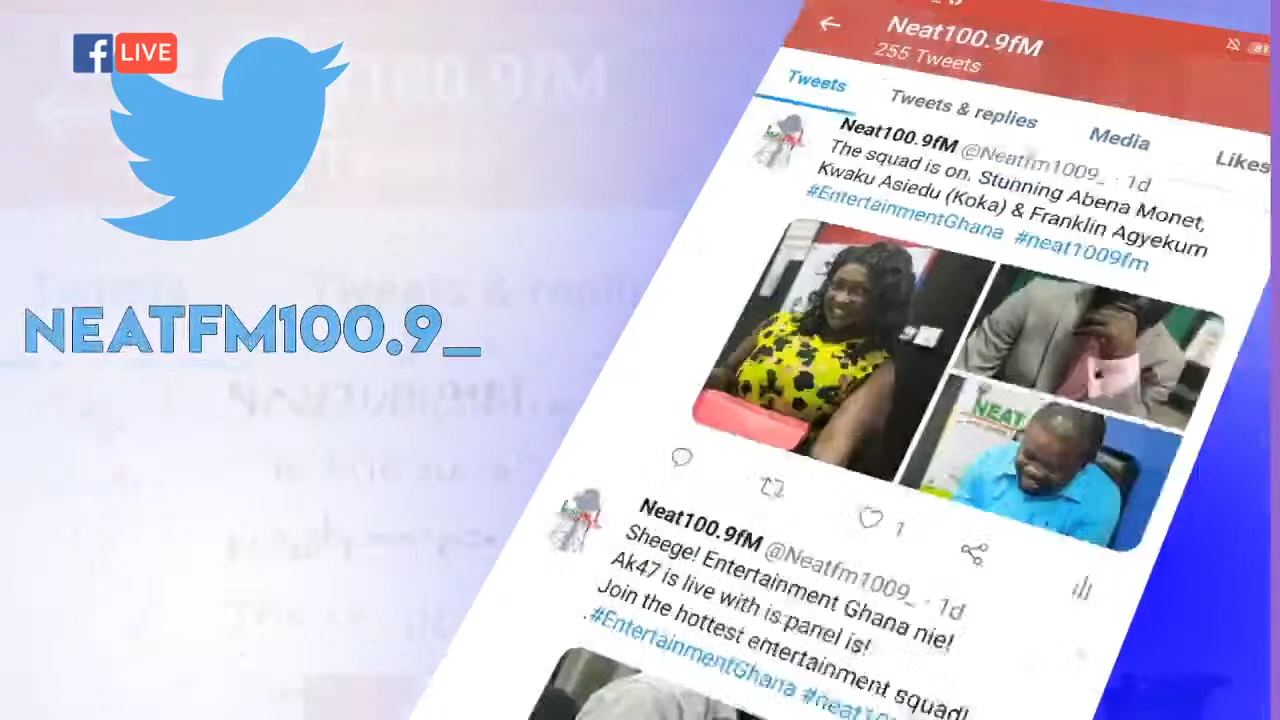 LIVE
NEATFM100.9_
Neat100.9fM
255 Tweets
Tweets
Tweets & replies
Media
Likes
Neat100.9fM @Neatfm1009_ · 1d
The squad is on. Stunning Abena Monet,
Kwaku Asiedu (Koka) & Franklin Agyekum
#EntertainmentGhana #neat1009fm
NEAT
1
Neat100.9fM @Neatfm1009_ · 1d
Sheege! Entertainment Ghana nie!
Ak47 is live with is panel is!
Join the hottest entertainment squad!
.#EntertainmentGhana